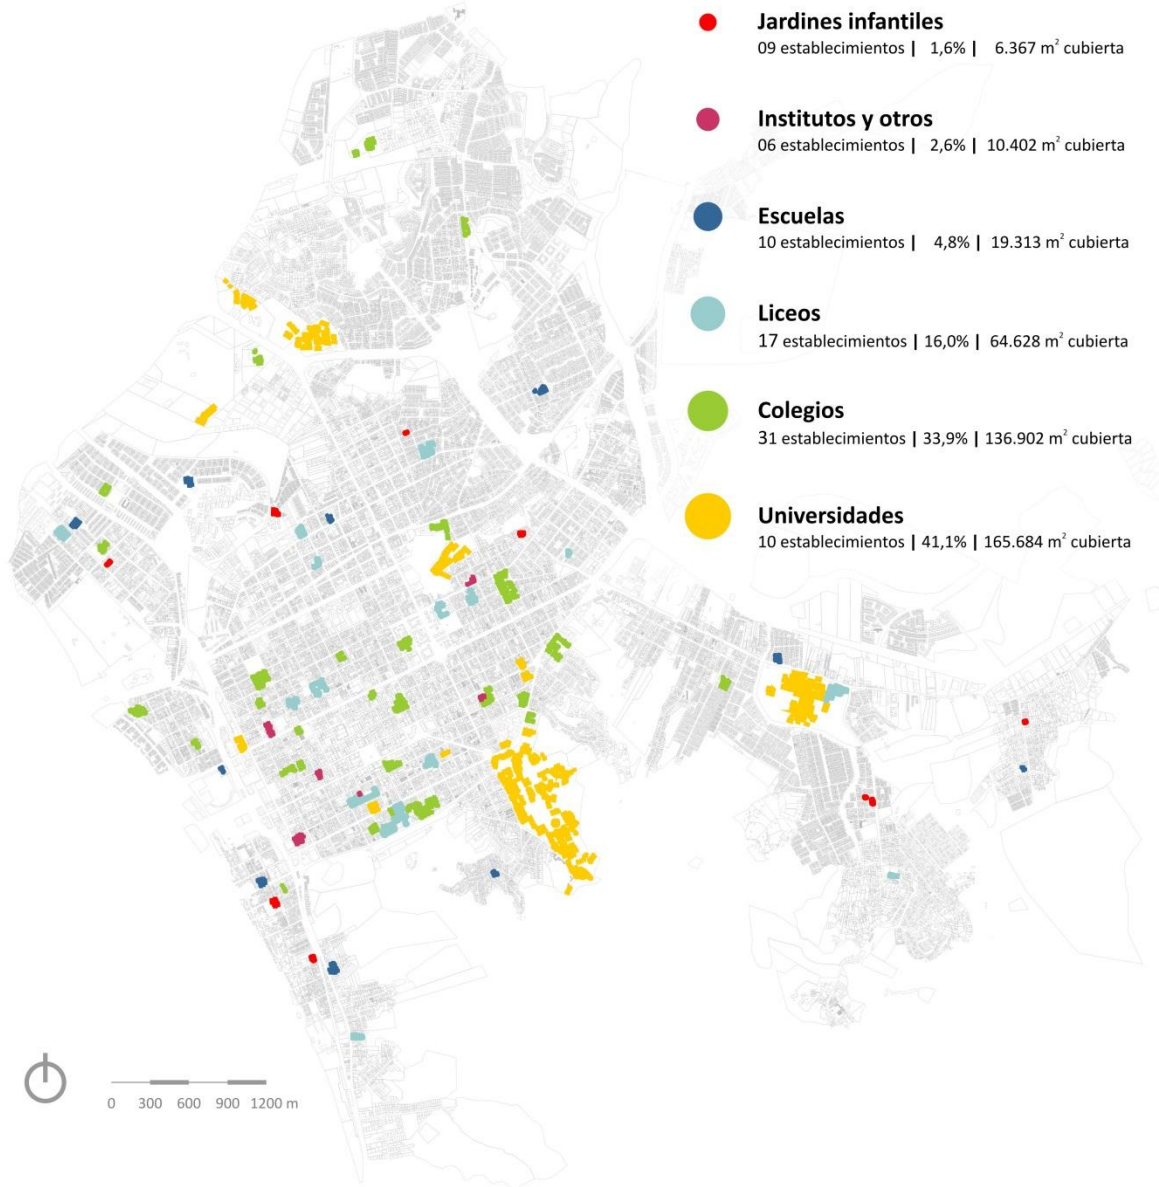 Jardines infantiles
09 establecimientos | 1,6% | 6.367 m² cubierta
Institutos y otros
06 establecimientos | 2,6% | 10.402 m² cubierta
Escuelas
10 establecimientos | 4,8% | 19.313 m² cubierta
Liceos
17 establecimientos | 16,0% | 64.628 m² cubierta
Colegios
31 establecimientos | 33,9% | 136.902 m² cubierta
Universidades
10 establecimientos | 41,1% | 165.684 m² cubierta
0 300 600 900 1200 m